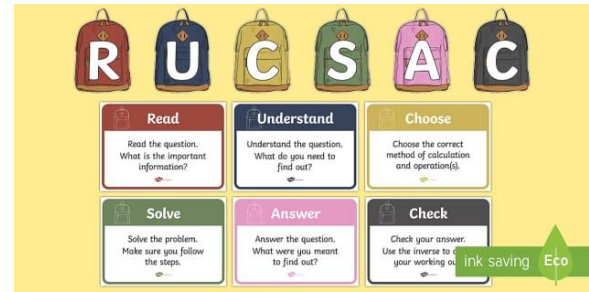 R U C S A C
Read
Read the question.
What is the important
information?
Understand
Understand the question.
What do you need to
find out?
Choose
Choose the correct
method of calculation
and operation(s).
Solve
Solve the problem.
Make sure you follow
the steps.
Answer
Answer the question.
What were you meant
to find out?
Check
Check your answer.
Use the inverse to
your working
ink saving
Eco